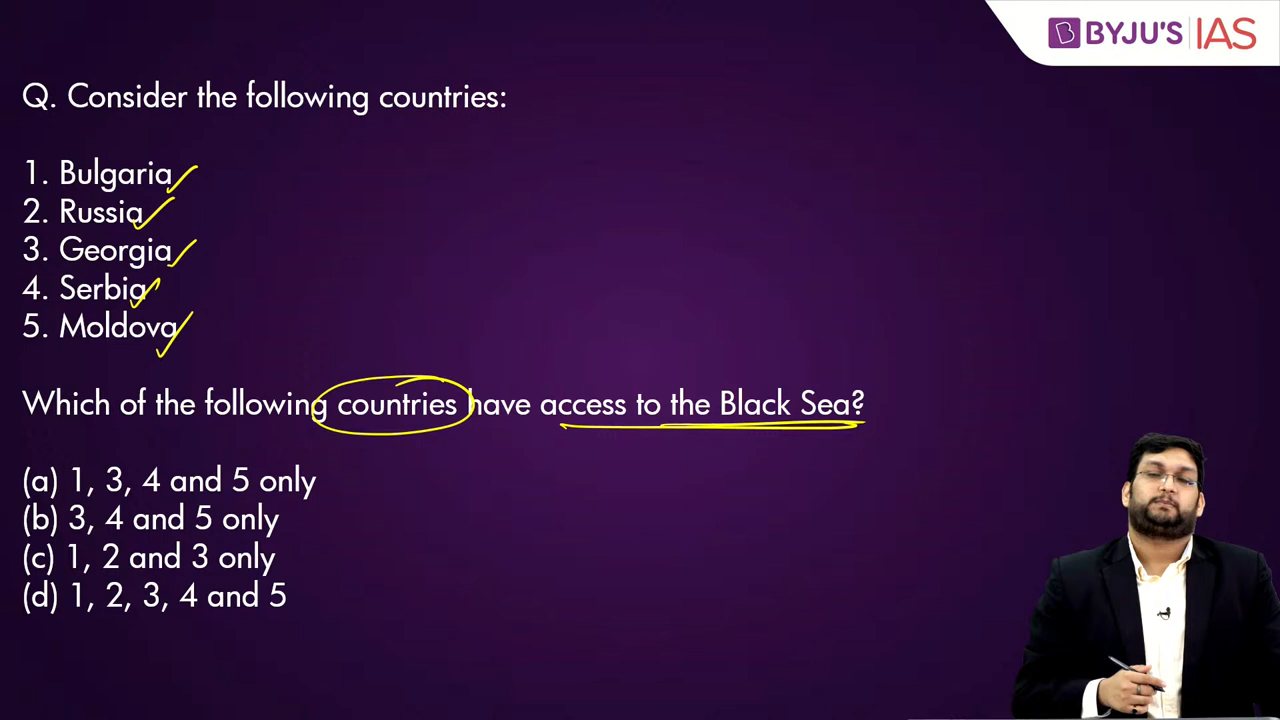 BYJU'S IAS
Q. Consider the following countries:
1. Bulgaria
2. Russia
3. Georgia
4. Serbia
5. Moldova
Which of the following countries have access to the Black Sea?
(a) 1, 3, 4 and 5 only
(b) 3, 4 and 5 only
(c) 1, 2 and 3 only
(d) 1, 2, 3, 4 and 5